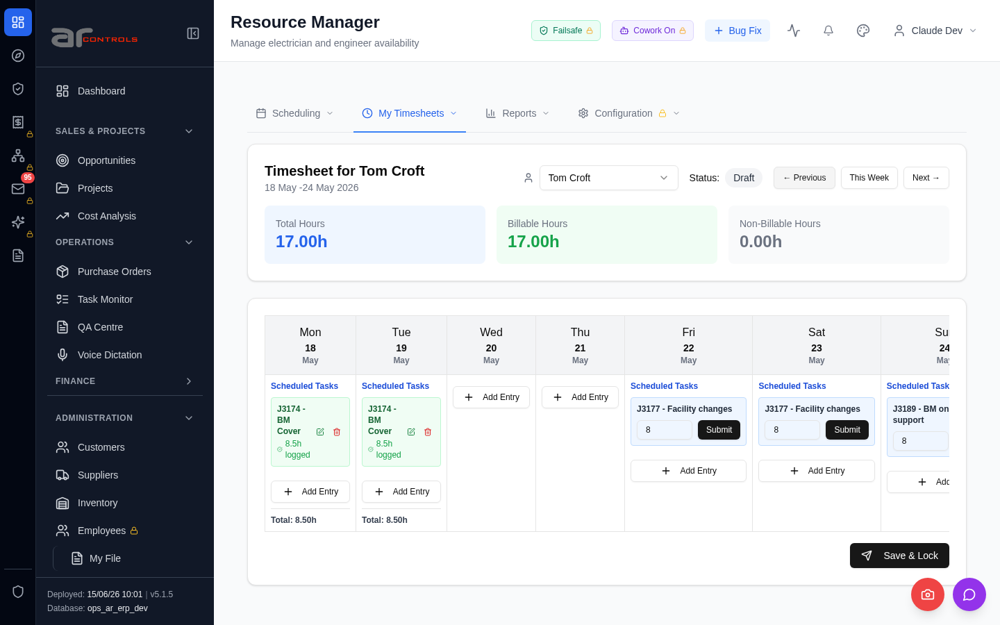 ar CONTROLS
Dashboard
SALES & PROJECTS
Opportunities
Projects
Cost Analysis
OPERATIONS
Purchase Orders
Task Monitor
QA Centre
Voice Dictation
FINANCE
ADMINISTRATION
Customers
Suppliers
Inventory
Employees
My File
Deployed: 15/06/26 10:01 | v5.1.5
Database: ops_ar_erp_dev
95
Resource Manager
Manage electrician and engineer availability
Failsafe
Cowork On
Bug Fix
Claude Dev
Scheduling
My Timesheets
Reports
Configuration
Timesheet for Tom Croft
18 May -24 May 2026
Tom Croft
Status: Draft
← Previous
This Week
Next →
Total Hours
17.00h
Billable Hours
17.00h
Non-Billable Hours
0.00h
Mon
18
May
Tue
19
May
Wed
20
May
Thu
21
May
Fri
22
May
Sat
23
May
Sun
24
May
Scheduled Tasks
J3174 -
BM
Cover
8.5h
logged
Add Entry
Total: 8.50h
Scheduled Tasks
J3174 -
BM
Cover
8.5h
logged
Add Entry
Total: 8.50h
Add Entry
Add Entry
Scheduled Tasks
J3177 - Facility changes
8
Submit
Add Entry
Scheduled Tasks
J3177 - Facility changes
8
Submit
Add Entry
Scheduled Task
J3189 - BM on
support
8
Add
Save & Lock